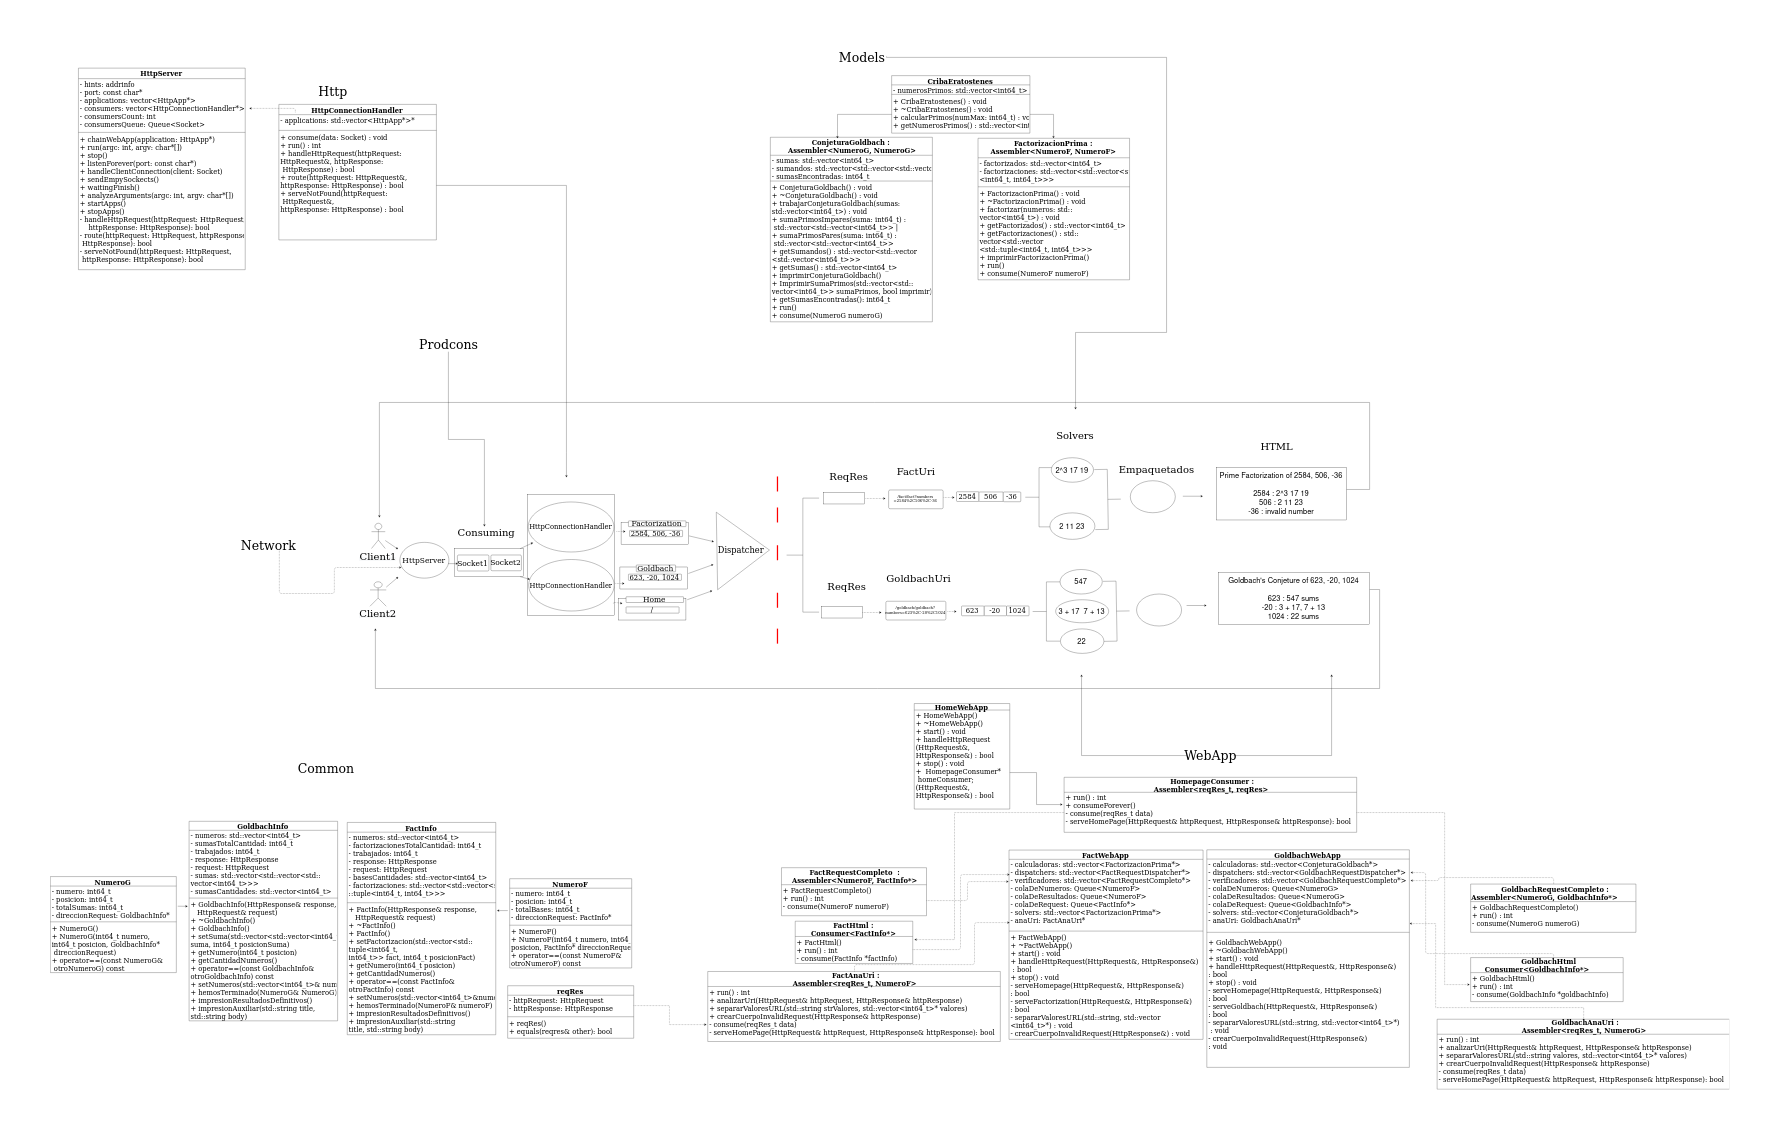 Models
Http
HttpServer
- hints: addrinfo
- port: const char*
- applications: vector<HttpApp*>
- consumers: vector<HttpConnectionHandler*>
- consumersCount: int
- consumersQueue: Queue<Socket>
+ chainWebApp(application: HttpApp*)
+ run(argc: int, argv: char*[])
+ stop()
+ listenForever(port: const char*)
+ handleClientConnection(client: Socket)
+ sendEmpySockects()
+ waitingFinish()
+ analyzeArguments(argc: int, argv: char*[])
+ startApps()
+ stopApps()
- handleHttpRequest(httpRequest: HttpRequest
httpResponse: HttpResponse): bool
- route(httpRequest: HttpRequest, httpResponse
HttpResponse): bool
- serveNotFound(httpRequest: HttpRequest,
httpResponse: HttpResponse): bool
HttpConnectionHandler
- applications: std::vector<HttpApp*>*
+ consume(data: Socket) : void
+ run() : int
+ handleHttpRequest(httpRequest:
HttpRequest&, httpResponse:
HttpResponse) : bool
+ route(httpRequest: HttpRequest&,
httpResponse: HttpResponse) : bool
+ serveNotFound(httpRequest:
HttpRequest&,
httpResponse: HttpResponse) : bool
CribaEratostenes
- numerosPrimos: std::vector<int64_t>
+ CribaEratostenes() : void
+ ~CribaEratostenes() : void
+ calcularPrimos(numMax: int64_t) : vo
+ getNumerosPrimos() : std::vector<int
ConjeturaGoldbach :
Assembler<NumeroG, NumeroG>
- sumas: std::vector<int64_t>
- sumandos: std::vector<std::vector<std::vecto
- sumasEncontradas: int64_t
+ ConjeturaGoldbach() : void
+ ~ConjeturaGoldbach() : void
+ trabajarConjeturaGoldbach(sumas:
std::vector<int64_t>) : void
+ sumaPrimosImpares(suma: int64_t) :
std::vector<std::vector<int64_t>> |
+ sumaPrimosPares(suma: int64_t) :
std::vector<std::vector<int64_t>>
+ getSumandos() : std::vector<std::vector
<std::vector<int64_t>>>
+ getSumas() : std::vector<int64_t>
+ imprimirConjeturaGoldbach()
+ ImprimirSumaPrimos(std::vector<std::
vector<int64_t>> sumaPrimos, bool imprimir)
+ getSumasEncontradas(): int64_t
+ run()
+ consume(NumeroG numeroG)
FactorizacionPrima :
Assembler<NumeroF, NumeroF>
- factorizados: std::vector<int64_t>
- factorizaciones: std::vector<std::vector<s
<int64_t, int64_t>>>
+ FactorizacionPrima() : void
+ ~FactorizacionPrima() : void
+ factorizar(numeros: std::
vector<int64_t>) : void
+ getFactorizados() : std::vector<int64_t>
+ getFactorizaciones() : std::
vector<std::vector
<std::tuple<int64_t, int64_t>>>
+ imprimirFactorizacionPrima()
+ run()
+ consume(NumeroF numeroF)
Prodcons
Network
Client1
Client2
HttpServer
Consuming
Socket1
Socket2
HttpConnectionHandler
HttpConnectionHandler
Factorization
2584, 506, -36
Goldbach
623, -20, 1024
Home
/
Dispatcher
ReqRes
FactUri
2584
506
-36
Solvers
2^3 17 19
2 11 23
Empaquetados
HTML
Prime Factorization of 2584, 506, -36
2584 : 2^3 17 19
506 : 2 11 23
-36 : invalid number
ReqRes
GoldbachUri
/goldbach/goldbach?
623
-20
1024
547
3 + 17 7 + 13
22
Goldbach's Conjeture of 623, -20, 1024
623 : 547 sums
-20 : 3 + 17, 7 + 13
1024 : 22 sums
Common
WebApp
HomeWebApp
+ HomeWebApp()
+ ~HomeWebApp()
+ start() : void
+ handleHttpRequest
(HttpRequest&,
HttpResponse&) : bool
+ stop() : void
+ HomepageConsumer*
homeConsumer;
(HttpRequest&,
HttpResponse&) : bool
HomepageConsumer :
Assembler<reqRes_t, reqRes>
+ run() : int
+ consumeForever()
- consume(reqRes_t data)
- serveHomePage(HttpRequest& httpRequest, HttpResponse& httpResponse): bool
NumeroG
- numero: int64_t
- posicion: int64_t
- totalSumas: int64_t
- direccionRequest: GoldbachInfo*
+ NumeroG()
+ NumeroG(int64_t numero,
int64_t posicion, GoldbachInfo*
direccionRequest)
+ operator==(const NumeroG&
otroNumeroG) const
GoldbachInfo
- numeros: std::vector<int64_t>
- sumasTotalCantidad: int64_t
- trabajados: int64_t
- response: HttpResponse
- request: HttpRequest
- sumas: std::vector<std::vector<std::
vector<int64_t>>>
- sumasCantidades: std::vector<int64_t>
+ GoldbachInfo(HttpResponse& response,
HttpRequest& request)
+ ~GoldbachInfo()
+ GoldbachInfo()
+ setSuma(std::vector<std::vector<int64_t
suma, int64_t posicionSuma)
+ getNumero(int64_t posicion)
+ getCantidadNumeros()
+ operator==(const GoldbachInfo&
otroGoldbachInfo) const
+ setNumeros(std::vector<int64_t>& num
+ hemosTerminado(NumeroG& NumeroG)
+ impresionResultadosDefinitivos()
+ impresionAuxiliar(std::string title,
std::string body)
FactInfo
- numeros: std::vector<int64_t>
- factorizacionesTotalCantidad: int64_t
- trabajados: int64_t
- response: HttpResponse
- request: HttpRequest
- basesCantidades: std::vector<int64_t>
- factorizaciones: std::vector<std::vector<s
::tuple<int64_t, int64_t>>>
+ FactInfo(HttpResponse& response,
HttpRequest& request)
+ ~FactInfo()
+ FactInfo()
+ setFactorizacion(std::vector<std::
tuple<int64_t,
int64_t>> fact, int64_t posicionFact)
+ getNumero(int64_t posicion)
+ getCantidadNumeros()
+ operator==(const FactInfo&
otroFactInfo) const
+ setNumeros(std::vector<int64_t>&nume
+ hemosTerminado(NumeroF& numeroF)
+ impresionResultadosDefinitivos()
+ impresionAuxiliar(std::string
title, std::string body)
NumeroF
- numero: int64_t
- posicion: int64_t
- totalBases: int64_t
- direccionRequest: FactInfo*
+ NumeroF()
+ NumeroF(int64_t numero, int64_
posicion, FactInfo* direccionReque
+ operator==(const NumeroF&
otroNumeroF) const
reqRes
- httpRequest: HttpRequest
- httpResponse: HttpResponse
+ reqRes()
+ equals(reqres& other): bool
FactRequestCompleto :
Assembler<NumeroF, FactInfo*>
+ FactRequestCompleto()
+ run() : int
- consume(NumeroF numeroF)
FactHtml :
Consumer<FactInfo*>
+ FactHtml()
+ run() : int
- consume(FactInfo *factInfo)
FactAnaUri :
Assembler<reqRes_t, NumeroF>
+ run() : int
+ analizarUri(HttpRequest& httpRequest, HttpResponse& httpResponse)
+ separarValoresURL(std::string strValores, std::vector<int64_t>* valores)
+ crearCuerpoInvalidRequest(HttpResponse& httpResponse)
- consume(reqRes_t data)
- serveHomePage(HttpRequest& httpRequest, HttpResponse& httpResponse): bool
FactWebApp
- calculadoras: std::vector<FactorizacionPrima*>
- dispatchers: std::vector<FactRequestDispatcher*>
- verificadores: std::vector<FactRequestCompleto*>
- colaDeNumeros: Queue<NumeroF>
- colaDeResultados: Queue<NumeroF>
- colaDeRequest: Queue<FactInfo*>
- solvers: std::vector<FactorizacionPrima*>
- anaUri: FactAnaUri*
+ FactWebApp()
+ ~FactWebApp()
+ start() : void
+ handleHttpRequest(HttpRequest&, HttpResponse&)
: bool
+ stop() : void
- serveHomepage(HttpRequest&, HttpResponse&)
: bool
- serveFactorization(HttpRequest&, HttpResponse&)
: bool
- separarValoresURL(std::string, std::vector
<int64_t>*) : void
- crearCuerpoInvalidRequest(HttpResponse&) : void
GoldbachWebApp
- calculadoras: std::vector<ConjeturaGoldbach*>
- dispatchers: std::vector<GoldbachRequestDispatcher*>
- verificadores: std::vector<GoldbachRequestCompleto*>
- colaDeNumeros: Queue<NumeroG>
- colaDeResultados: Queue<NumeroG>
- colaDeRequest: Queue<GoldbachInfo*>
- solvers: std::vector<ConjeturaGoldbach*>
- anaUri: GoldbachAnaUri*
+ GoldbachWebApp()
+ ~GoldbachWebApp()
+ start() : void
+ handleHttpRequest(HttpRequest&, HttpResponse&)
: bool
+ stop() : void
- serveHomepage(HttpRequest&, HttpResponse&)
: bool
- serveGoldbach(HttpRequest&, HttpResponse&)
: bool
- separarValoresURL(std::string, std::vector<int64_t>*)
: void
- crearCuerpoInvalidRequest(HttpResponse&)
: void
GoldbachRequestCompleto :
Assembler<NumeroG, GoldbachInfo*>
+ GoldbachRequestCompleto()
+ run() : int
- consume(NumeroG numeroG)
GoldbachHtml
Consumer<GoldbachInfo*>
+ GoldbachHtml()
+ run() : int
- consume(GoldbachInfo *goldbachInfo)
GoldbachAnaUri :
Assembler<reqRes_t, NumeroG>
+ run() : int
+ analizarUri(HttpRequest& httpRequest, HttpResponse& httpResponse)
+ separarValoresURL(std::string valores, std::vector<int64_t>* valores)
+ crearCuerpoInvalidRequest(HttpResponse& httpResponse)
- consume(reqRes_t data)
- serveHomePage(HttpRequest& httpRequest, HttpResponse& httpResponse): bool